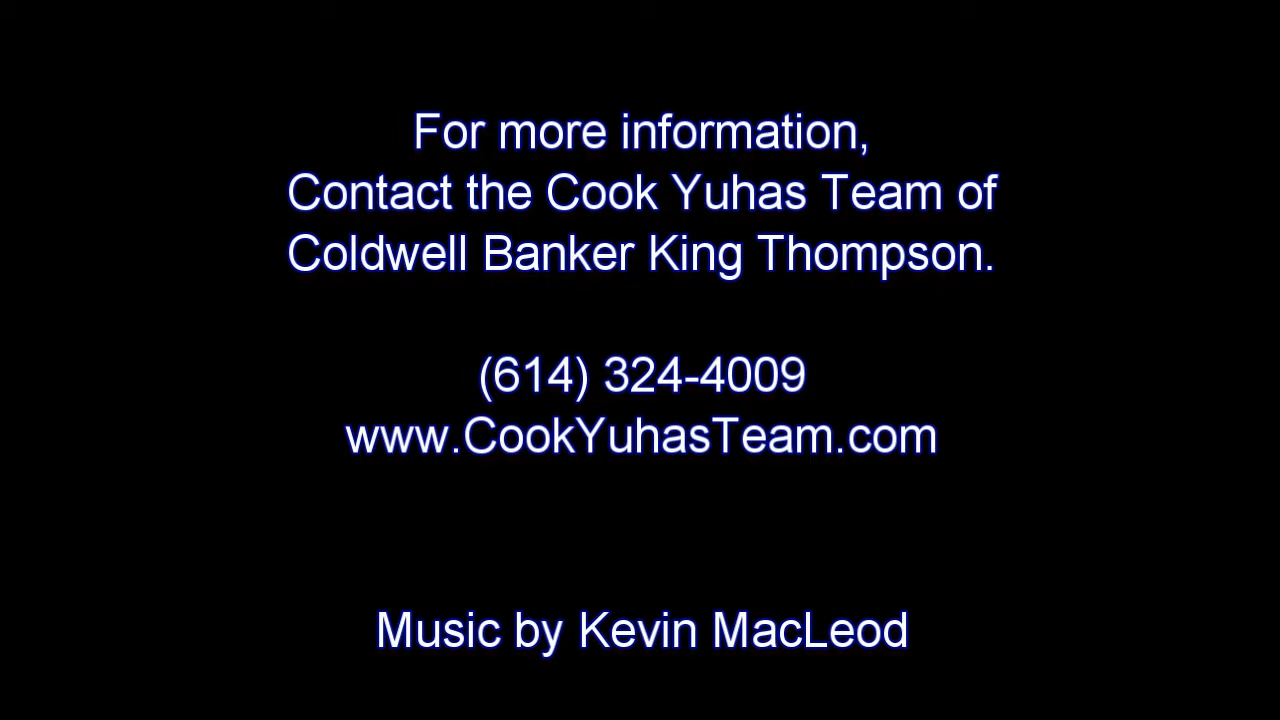 For more information,
Contact the Cook Yuhas Team of
Coldwell Banker King Thompson.
(614) 324-4009
www.CookYuhasTeam.com
Music by Kevin MacLeod